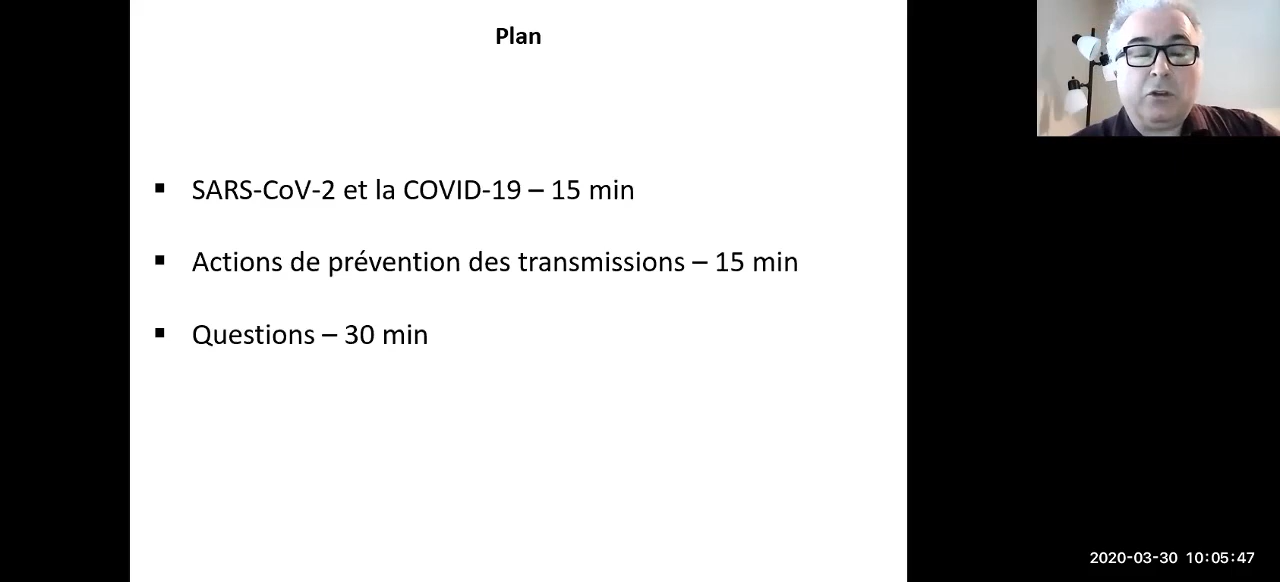 Plan
▪ SARS-CoV-2 et la COVID-19 – 15 min
▪ Actions de prévention des transmissions – 15 min
▪ Questions – 30 min
2020-03-30 10:05:47